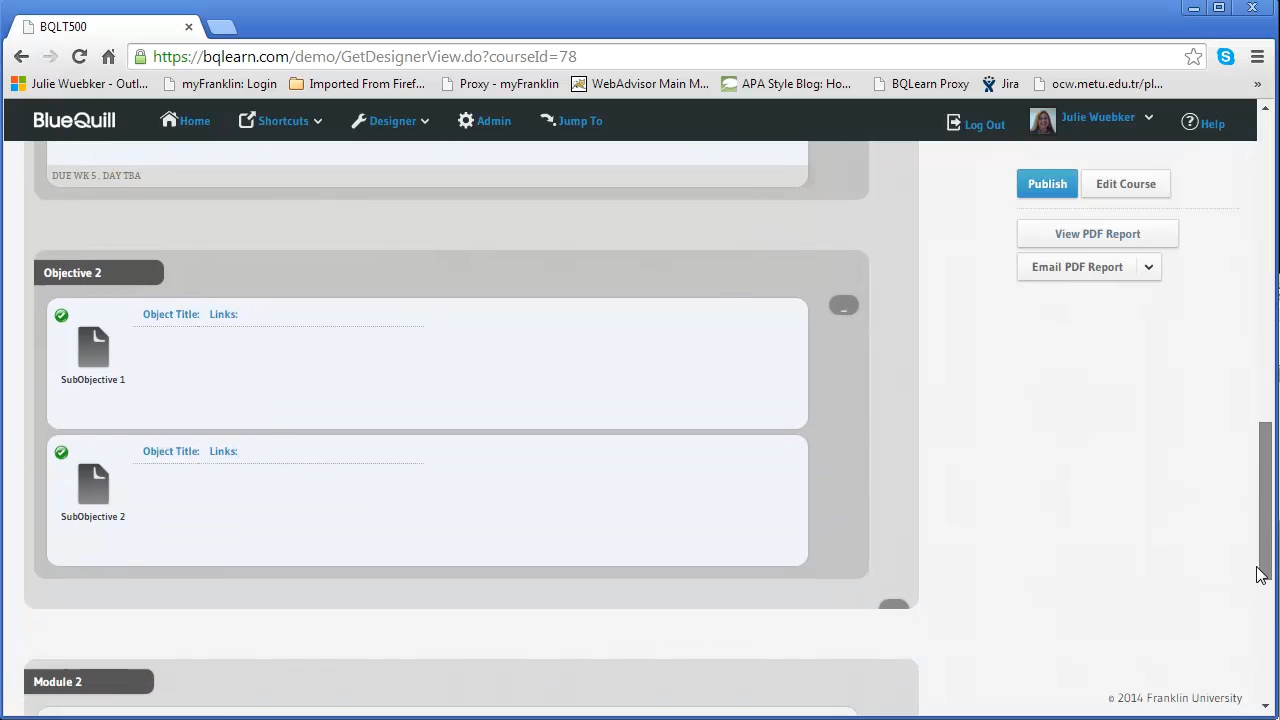 BQLT500
https://bqlearn.com/demo/GetDesignerView.do?courseId=78
Julie Wuebker - Outl... myFranklin: Login Imported From Firef... Proxy - myFranklin WebAdvisor Main M... APA Style Blog: Ho... BQLearn Proxy Jira ocw.metu.edu.tr/pl... »
BlueQuill Home Shortcuts Designer Admin Jump To Log Out Julie Wuebker Help
DUE WK 5 , DAY TBA
Publish Edit Course
View PDF Report
Email PDF Report
Objective 2
Object Title: Links:
SubObjective 1
Object Title: Links:
SubObjective 2
Module 2
© 2014 Franklin University